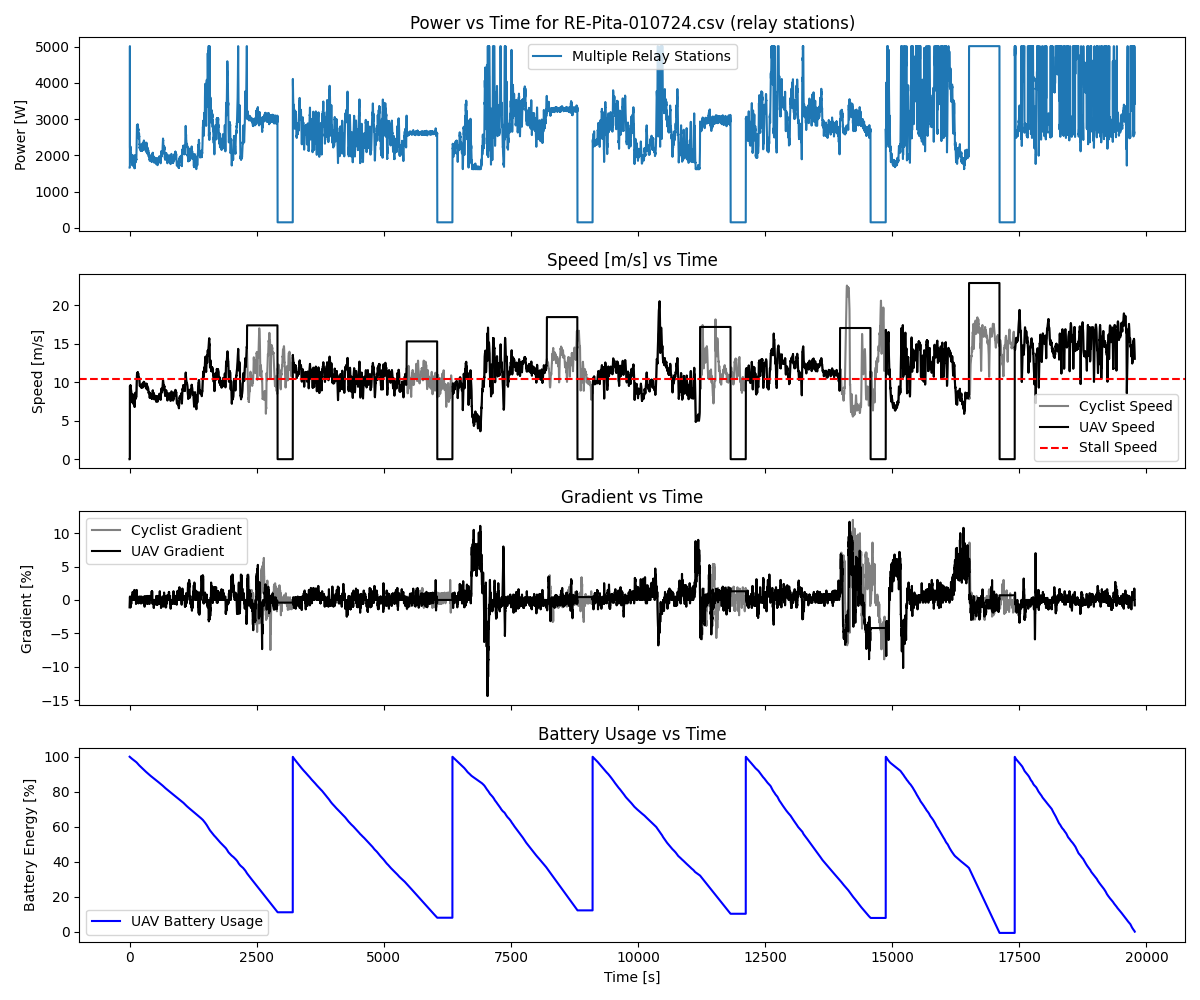 Power vs Time for RE-Pita-010724.csv (relay stations)
Power [W]
5000
4000
3000
2000
1000
0
Multiple Relay Stations
Speed [m/s] vs Time
Speed [m/s]
20
15
10
5
0
Cyclist Speed
UAV Speed
Stall Speed
Gradient vs Time
Gradient [%]
10
5
0
−5
−10
−15
Cyclist Gradient
UAV Gradient
Battery Usage vs Time
Battery Energy [%]
100
80
60
40
20
0
UAV Battery Usage
0 2500 5000 7500 10000 12500 15000 17500 20000
Time [s]